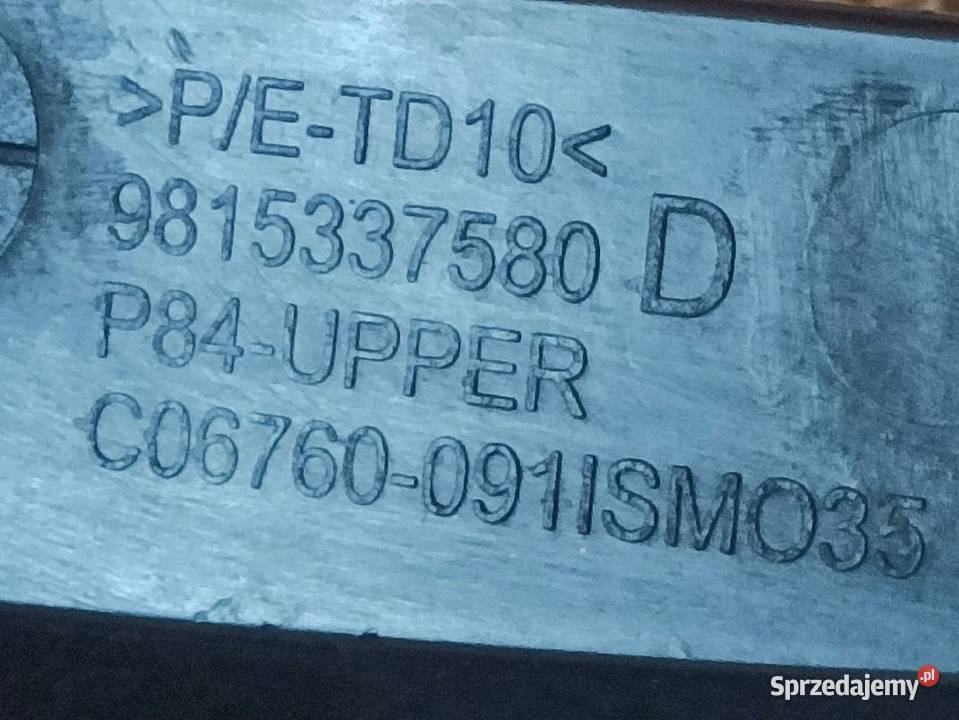 >P/E-TD10<
9815337580 D
P84-UPPER
C06760-091ISMO35
Sprzedajemy.pl